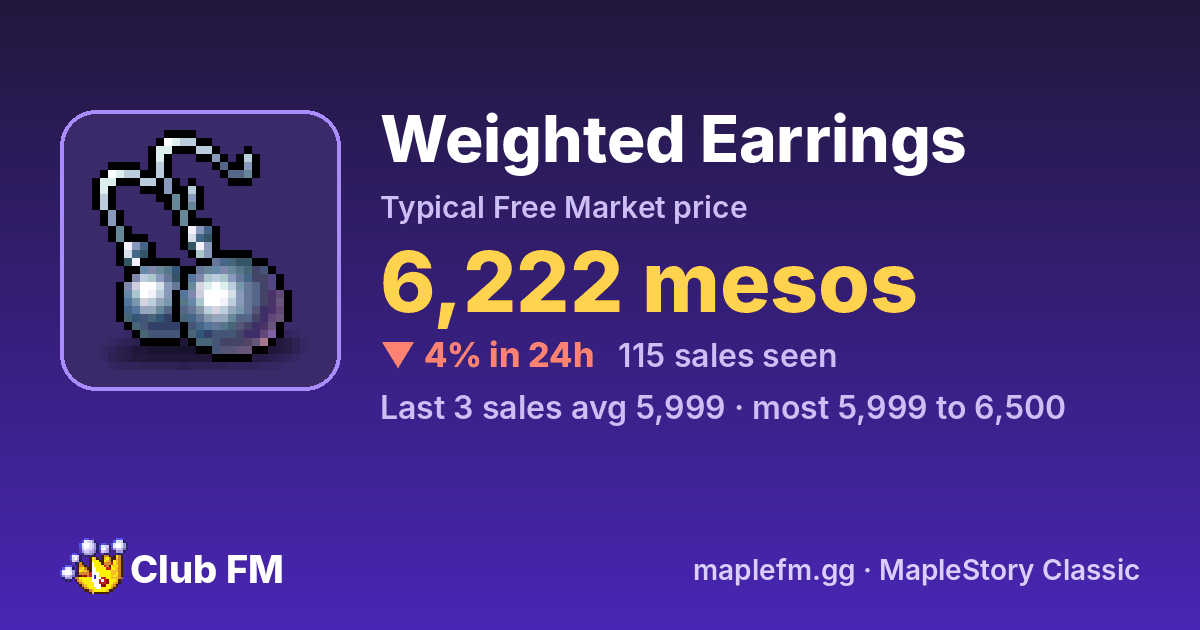 Weighted Earrings
Typical Free Market price
6,222 mesos
▼ 4% in 24h 115 sales seen
Last 3 sales avg 5,999 · most 5,999 to 6,500
Club FM
maplefm.gg · MapleStory Classic